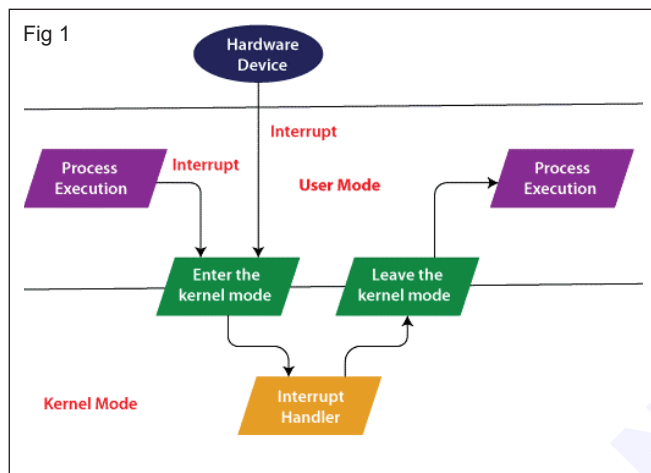 Fig 1
Hardware
Device
Interrupt
Process
Execution
Interrupt
User Mode
Process
Execution
Enter the
kernel mode
Leave the
kernel mode
Kernel Mode
Interrupt
Handler